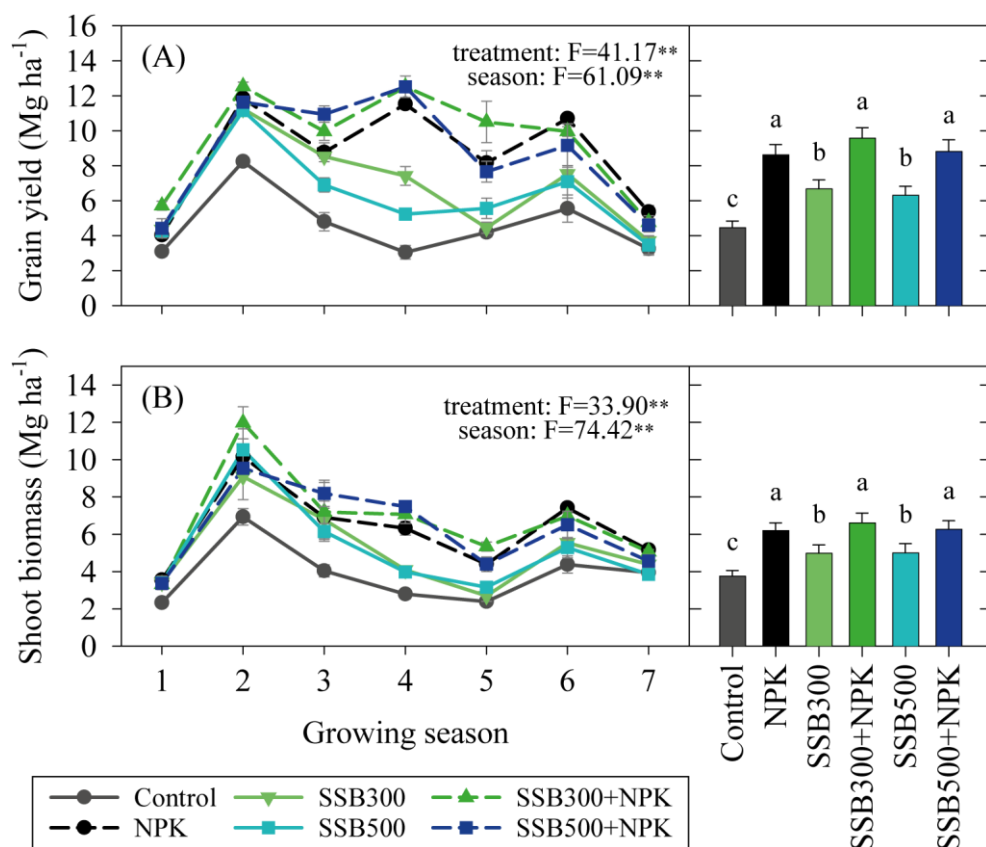 16
14
12
10
8
6
4
2
0
Grain yield (Mg ha⁻¹)
(A)
treatment: F=41.17**
season: F=61.09**
c
a
b
a
b
a
14
12
10
8
6
4
2
0
Shoot biomass (Mg ha⁻¹)
(B)
treatment: F=33.90**
season: F=74.42**
c
a
b
a
b
a
1 2 3 4 5 6 7
Growing season
Control
NPK
SSB300
SSB300+NPK
SSB500
SSB500+NPK
Control SSB300 SSB300+NPK
NPK SSB500 SSB500+NPK